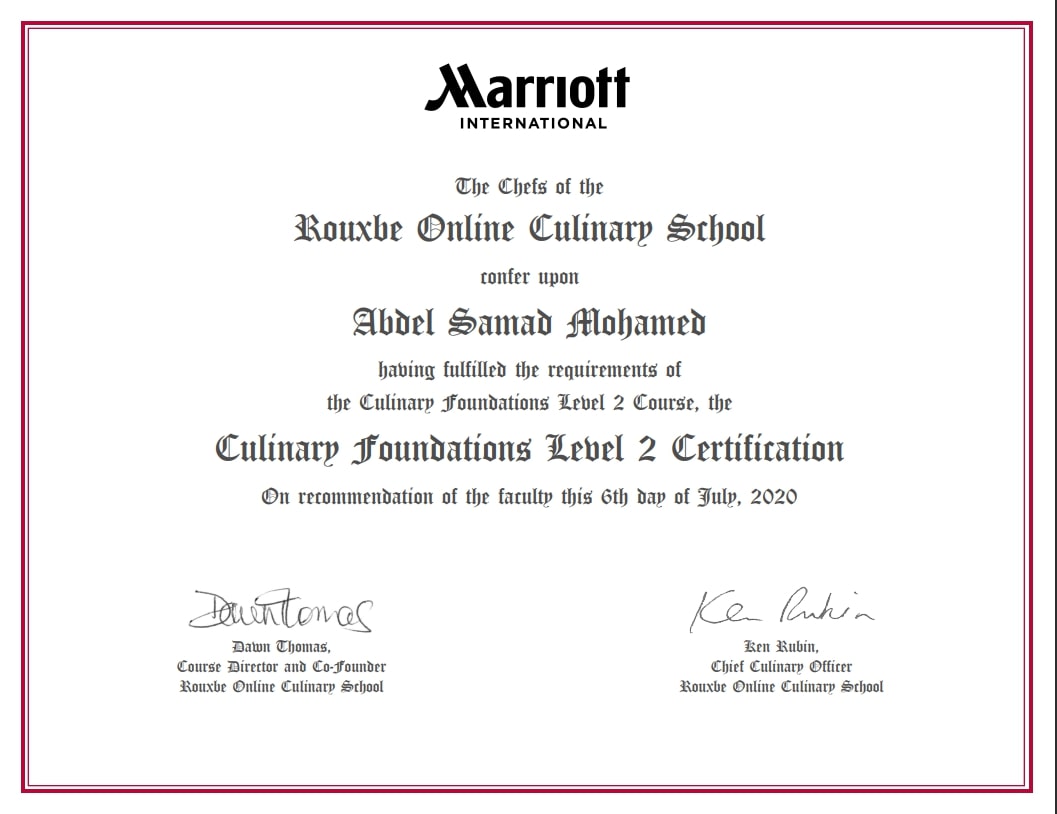 Marriott
INTERNATIONAL
The Chefs of the
Rouxbe Online Culinary School
confer upon
Abdel Samad Mohamed
having fulfilled the requirements of
the Culinary Foundations Level 2 Course, the
Culinary Foundations Level 2 Certification
On recommendation of the faculty this 6th day of July, 2020
Dawn Thomas
Ken Rubin
Dawn Thomas,
Course Director and Co-Founder
Rouxbe Online Culinary School
Ken Rubin,
Chief Culinary Officer
Rouxbe Online Culinary School